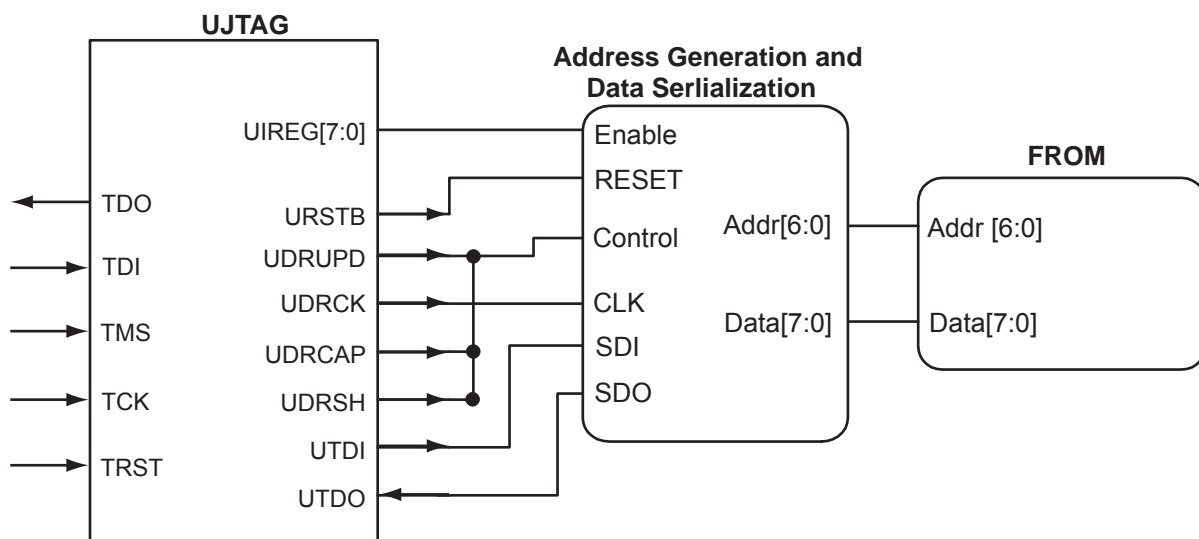 UJTAG
TDO
TDI
TMS
TCK
TRST
UIREG[7:0]
URSTB
UDRUPD
UDRCK
UDRCAP
UDRSH
UTDI
UTDO
Address Generation and
Data Serlialization
Enable
RESET
Control
CLK
SDI
SDO
Addr[6:0]
Data[7:0]
FROM
Addr [6:0]
Data[7:0]